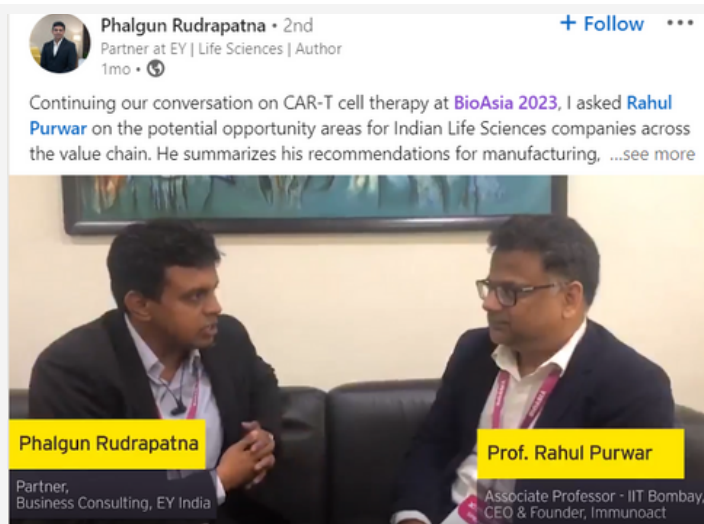 Phalgun Rudrapatna • 2nd
+ Follow •••
Partner at EY | Life Sciences | Author
1mo •
Continuing our conversation on CAR-T cell therapy at BioAsia 2023, I asked Rahul
Purwar on the potential opportunity areas for Indian Life Sciences companies across
the value chain. He summarizes his recommendations for manufacturing, ...see more
Phalgun Rudrapatna
Partner,
Business Consulting, EY India
Prof. Rahul Purwar
Associate Professor - IIT Bombay,
CEO & Founder, Immunoact